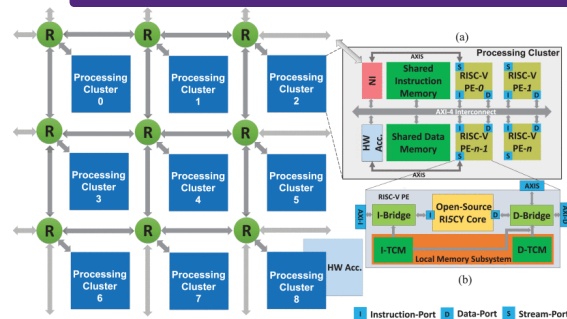 R
R
R
Processing
Cluster
0
Processing
Cluster
1
Processing
Cluster
2
R
R
R
Processing
Cluster
3
Processing
Cluster
4
Processing
Cluster
5
R
R
R
Processing
Cluster
6
Processing
Cluster
7
Processing
Cluster
8
HW Acc.
(a)
Processing Cluster
AXIS
NI
Shared
Instruction
Memory
S
RISC-V
PE-0
I
D
S
RISC-V
PE-1
I
D
AXI-4 Interconnect
HW
Acc.
Shared Data
Memory
I
D
RISC-V
PE-n-1
S
I
D
RISC-V
PE-n
S
AXIS
RISC-V PE
AXIS
AXI-I
I-Bridge
I
Open-Source
RI5CY Core
D
D-Bridge
AXI-D
I-TCM
Local Memory Subsystem
D-TCM
(b)
I Instruction-Port D Data-Port S Stream-Port